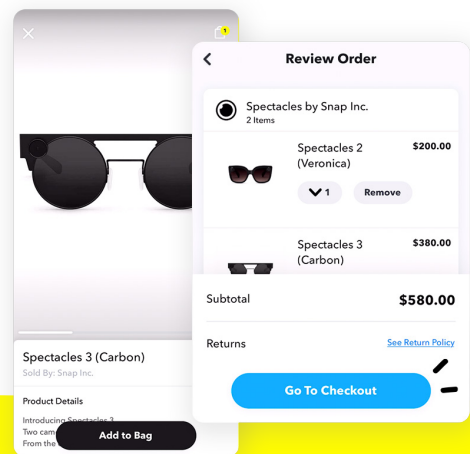 1
Spectacles 3 (Carbon)
Sold By: Snap Inc.
Product Details
Introducing Spectacles 3
Two cam
From the
Add to Bag
Review Order
Spectacles by Snap Inc.
2 Items
Spectacles 2 $200.00
(Veronica)
1 Remove
Spectacles 3 $380.00
(Carbon)
Subtotal $580.00
Returns See Return Policy
Go To Checkout